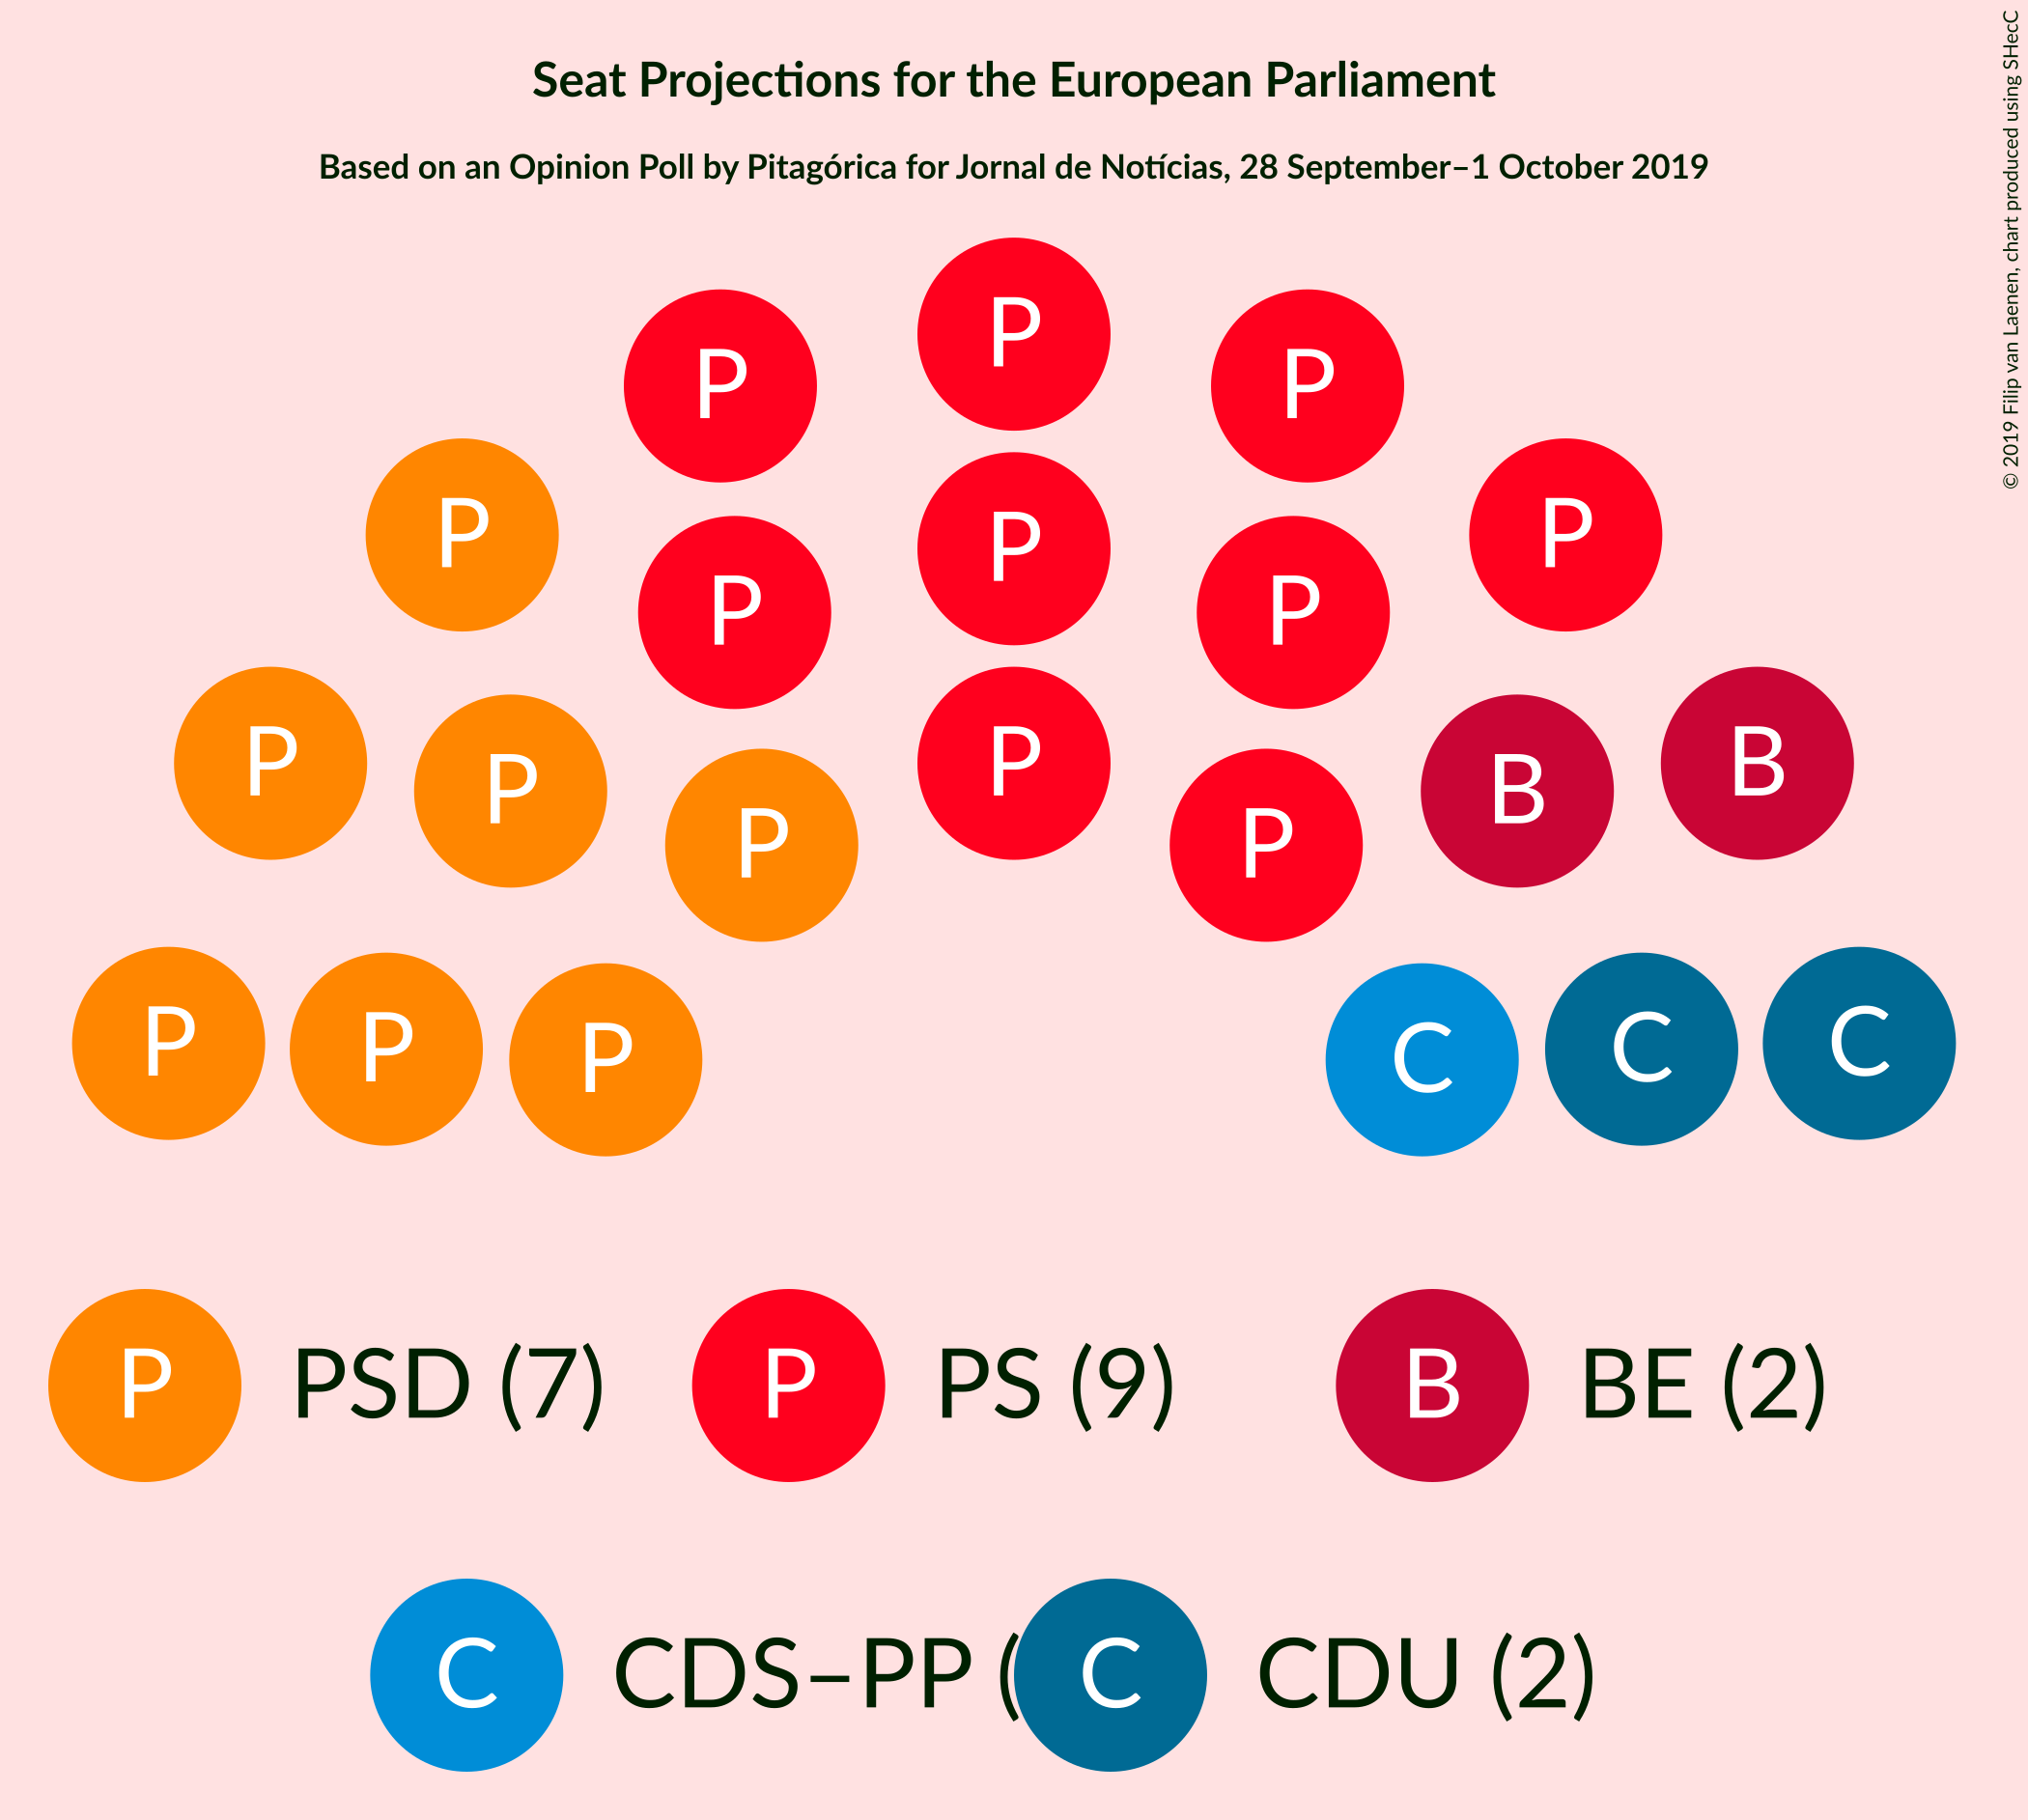 Seat Projections for the European Parliament
Based on an Opinion Poll by Pitagórica for Jornal de Notícias, 28 September–1 October 2019
© 2019 Filip van Laenen, chart produced using SHecC
P
P P
P P
P
P P
P P
B B
P P
P P
P
C C
P P P C
P PSD (7) P PS (9) B BE (2)
C CDS–PP ( C CDU (2)